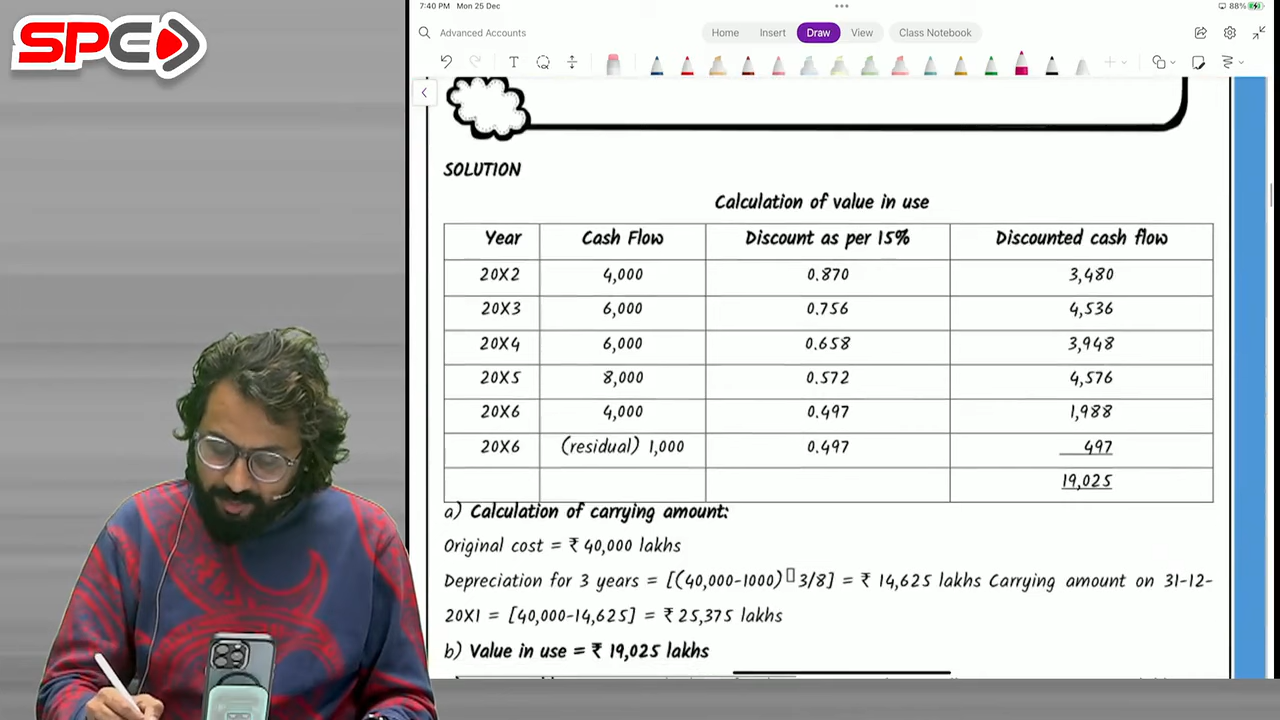 SPE
7:40 PM Mon 25 Dec
88%
Advanced Accounts
Home Insert Draw View Class Notebook
SOLUTION
Calculation of value in use
Year Cash Flow Discount as per 15% Discounted cash flow
20X2 4,000 0.870 3,480
20X3 6,000 0.756 4,536
20X4 6,000 0.658 3,948
20X5 8,000 0.572 4,576
20X6 4,000 0.497 1,988
20X6 (residual) 1,000 0.497 497
19,025
a) Calculation of carrying amount:
Original cost = ₹ 40,000 lakhs
Depreciation for 3 years = [(40,000-1000)▯3/8] = ₹ 14,625 lakhs Carrying amount on 31-12-
20X1 = [40,000-14,625] = ₹ 25,375 lakhs
b) Value in use = ₹ 19,025 lakhs